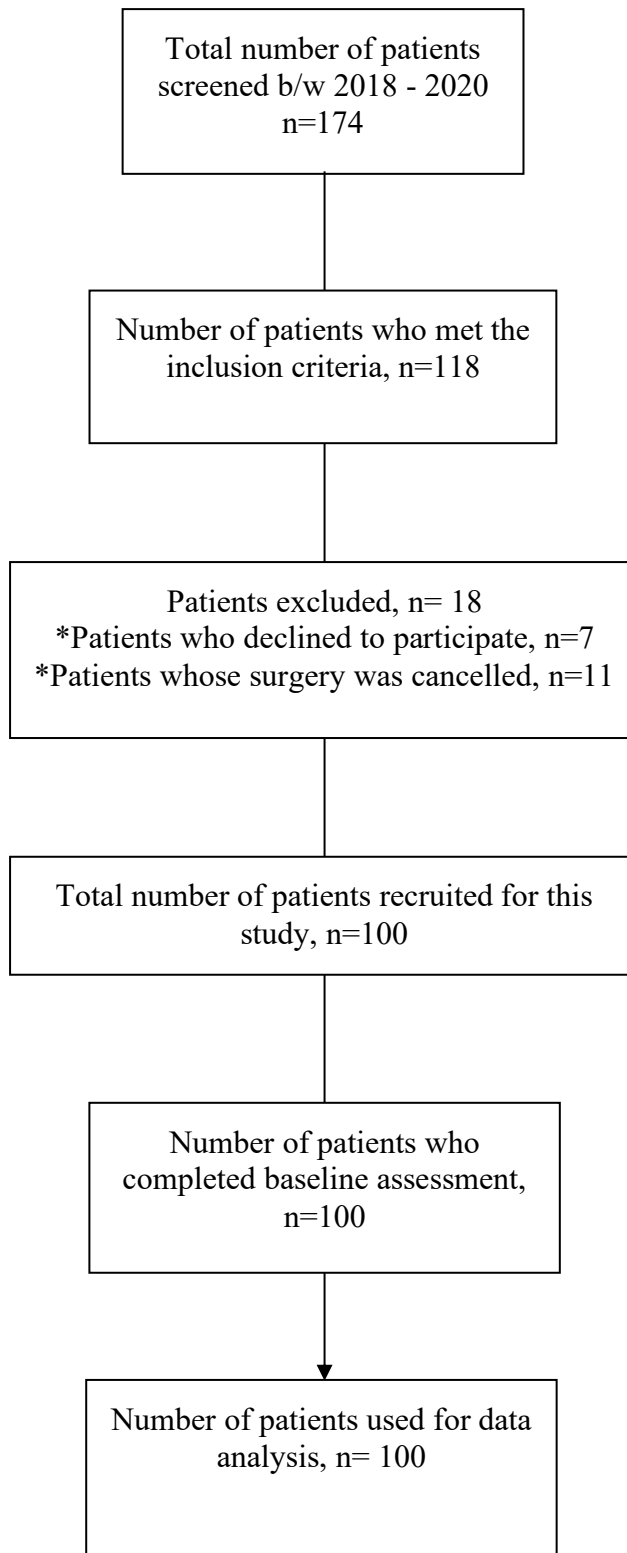 Total number of patients
screened b/w 2018 - 2020
n=174
Number of patients who met the
inclusion criteria, n=118
Patients excluded, n= 18
*Patients who declined to participate, n=7
*Patients whose surgery was cancelled, n=11
Total number of patients recruited for this
study, n=100
Number of patients who
completed baseline assessment,
n=100
Number of patients used for data
analysis, n= 100